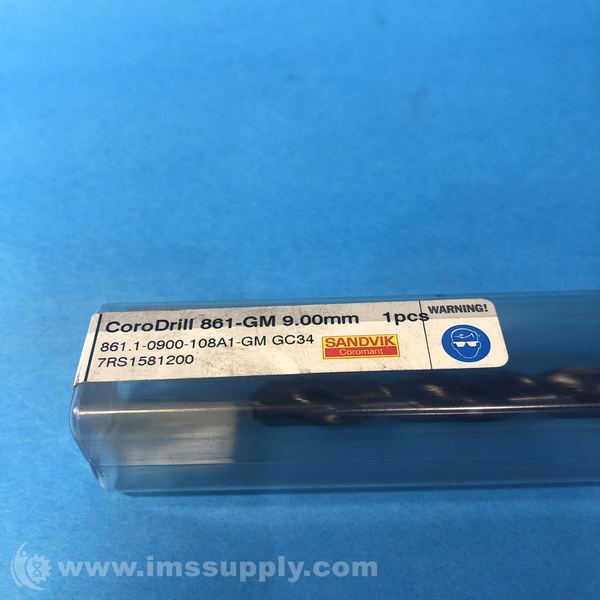 CoroDrill 861-GM 9.00mm 1pcs
861.1-0900-108A1-GM GC34
7RS1581200
SANDVIK
Coromant
WARNING!
www.imssupply.com